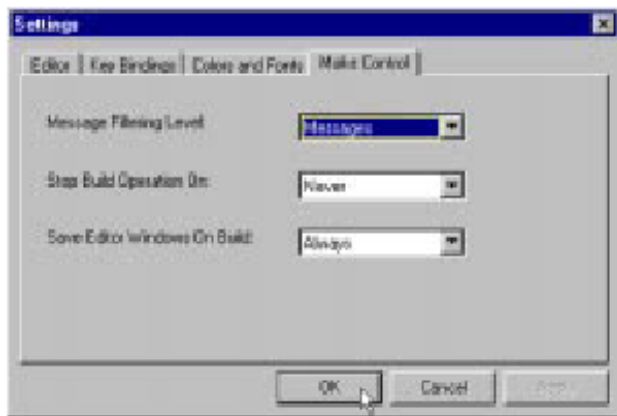 Settings
Editor
Key Bindings
Colors and Fonts
Make Control
Message Filtering Level:
Messages
Stop Build Operation On:
Never
Save Editor Windows On Build:
Always
OK
Cancel
Apply